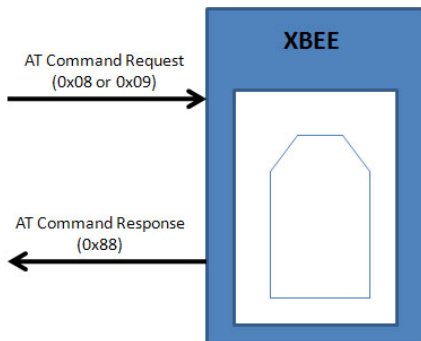 XBEE
AT Command Request
(0x08 or 0x09)
AT Command Response
(0x88)